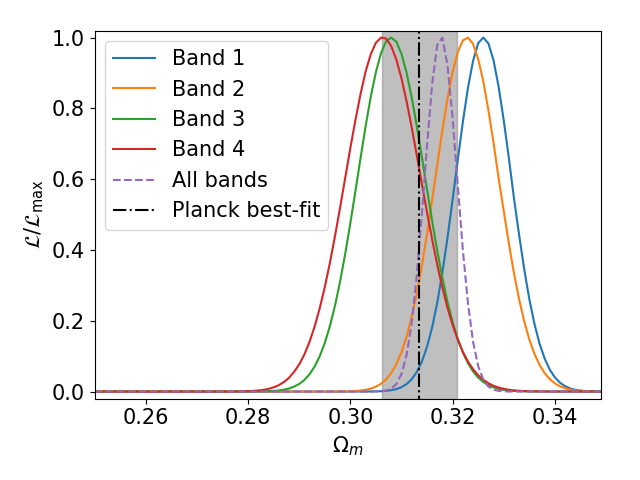 1.0
0.8
0.6
0.4
0.2
0.0
ℒ/ℒmax
Band 1
Band 2
Band 3
Band 4
All bands
Planck best-fit
0.26
0.28
0.30
0.32
0.34
Ωm